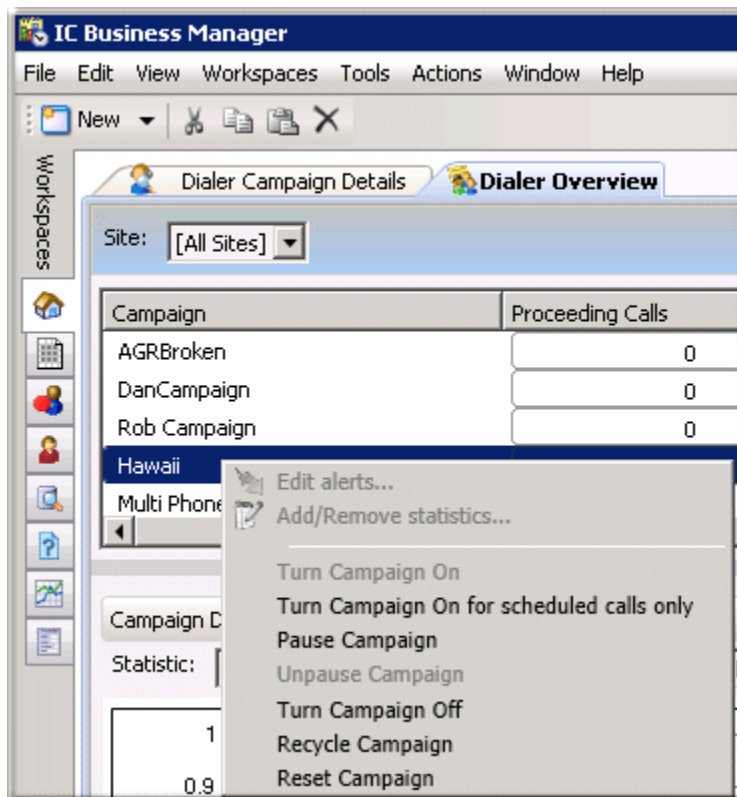 IC Business Manager
File Edit View Workspaces Tools Actions Window Help
New
Workspaces
Dialer Campaign Details Dialer Overview
Site: [All Sites]
Campaign Proceeding Calls
AGRBroken 0
DanCampaign 0
Rob Campaign 0
Hawaii
Multi Phone
Edit alerts...
Add/Remove statistics...
Turn Campaign On
Turn Campaign On for scheduled calls only
Pause Campaign
Unpause Campaign
Turn Campaign Off
Recycle Campaign
Reset Campaign
Campaign D
Statistic:
1
0.9